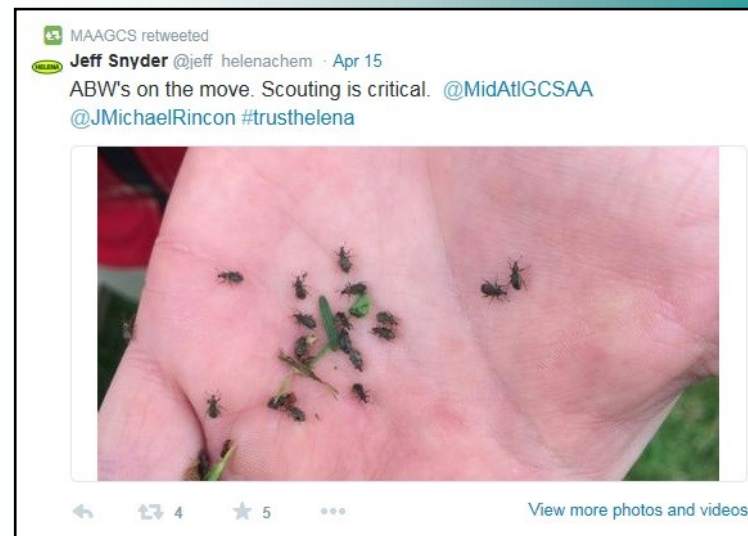 MAAGCS retweeted
HELENA
Jeff Snyder @jeff_helenachem · Apr 15
ABW's on the move. Scouting is critical. @MidAtlGCSAA
@JMichaelRincon #trusthelena
4 5 View more photos and videos